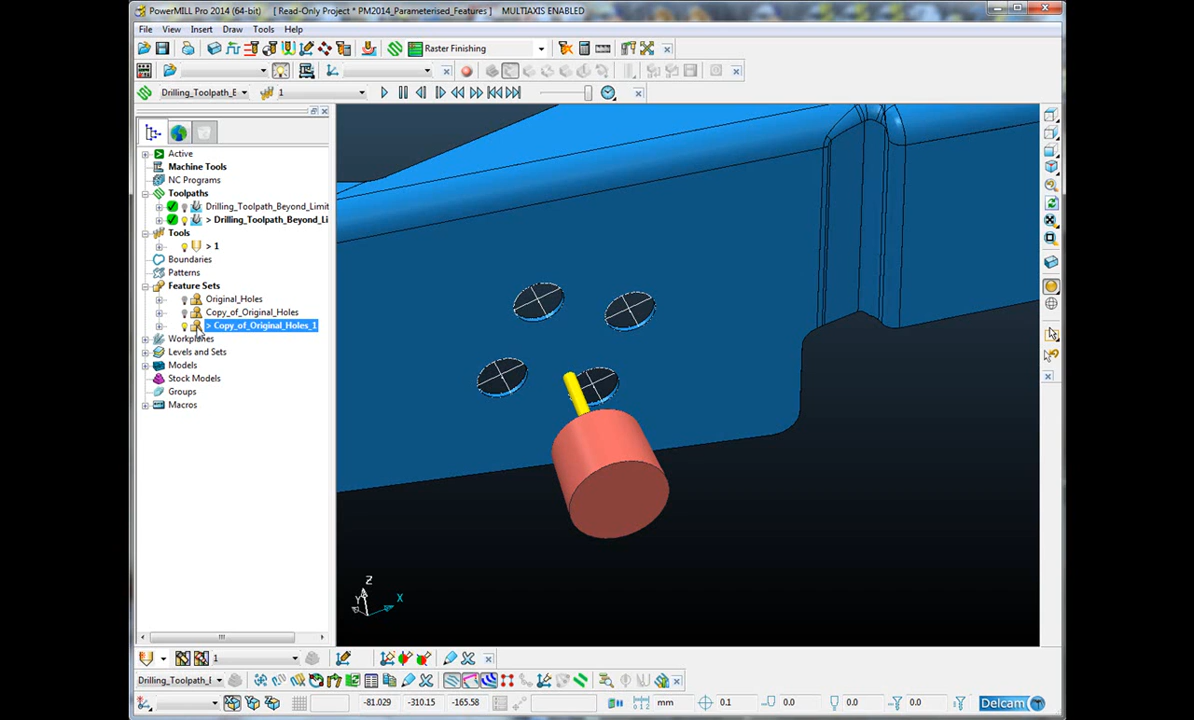 PowerMILL Pro 2014 (64-bit) [ Read-Only Project * PM2014_Parameterised_Features ] MULTIAXIS ENABLED
File View Insert Draw Tools Help
Raster Finishing
Drilling_Toolpath_E 1
Active
Machine Tools
NC Programs
Toolpaths
Drilling_Toolpath_Beyond_Limit
> Drilling_Toolpath_Beyond_Li
Tools
> 1
Boundaries
Patterns
Feature Sets
Original_Holes
Copy_of_Original_Holes
> Copy_of_Original_Holes_1
Workplanes
Levels and Sets
Models
Stock Models
Groups
Macros
Z
Y X
1
Drilling_Toolpath_E
-81.029 -310.15 -165.58 mm 0.1 0.0 0.0 0.0 Delcam